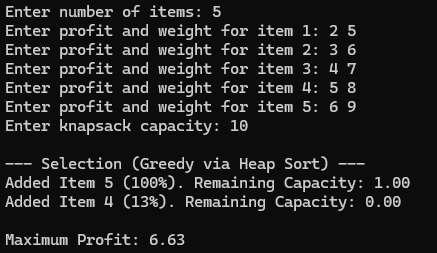 Enter number of items: 5
Enter profit and weight for item 1: 2 5
Enter profit and weight for item 2: 3 6
Enter profit and weight for item 3: 4 7
Enter profit and weight for item 4: 5 8
Enter profit and weight for item 5: 6 9
Enter knapsack capacity: 10

--- Selection (Greedy via Heap Sort) ---
Added Item 5 (100%). Remaining Capacity: 1.00
Added Item 4 (13%). Remaining Capacity: 0.00

Maximum Profit: 6.63